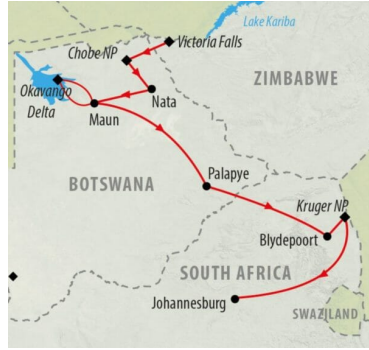 Lake Kariba
Victoria Falls
Chobe NP
ZIMBABWE
Nata
Okavango
Delta
Maun
Palapye
BOTSWANA
Kruger NP
Blydepoort
SOUTH AFRICA
Johannesburg
SWAZILAND